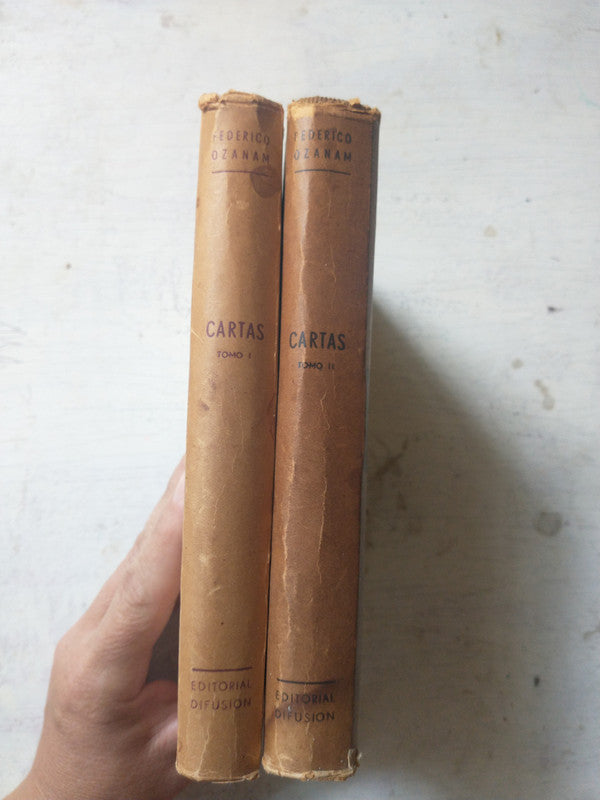 FEDERICO
OZANAM
CARTAS
TOMO I
EDITORIAL
DIFUSION
FEDERICO
OZANAM
CARTAS
TOMO II
EDITORIAL
DIFUSION